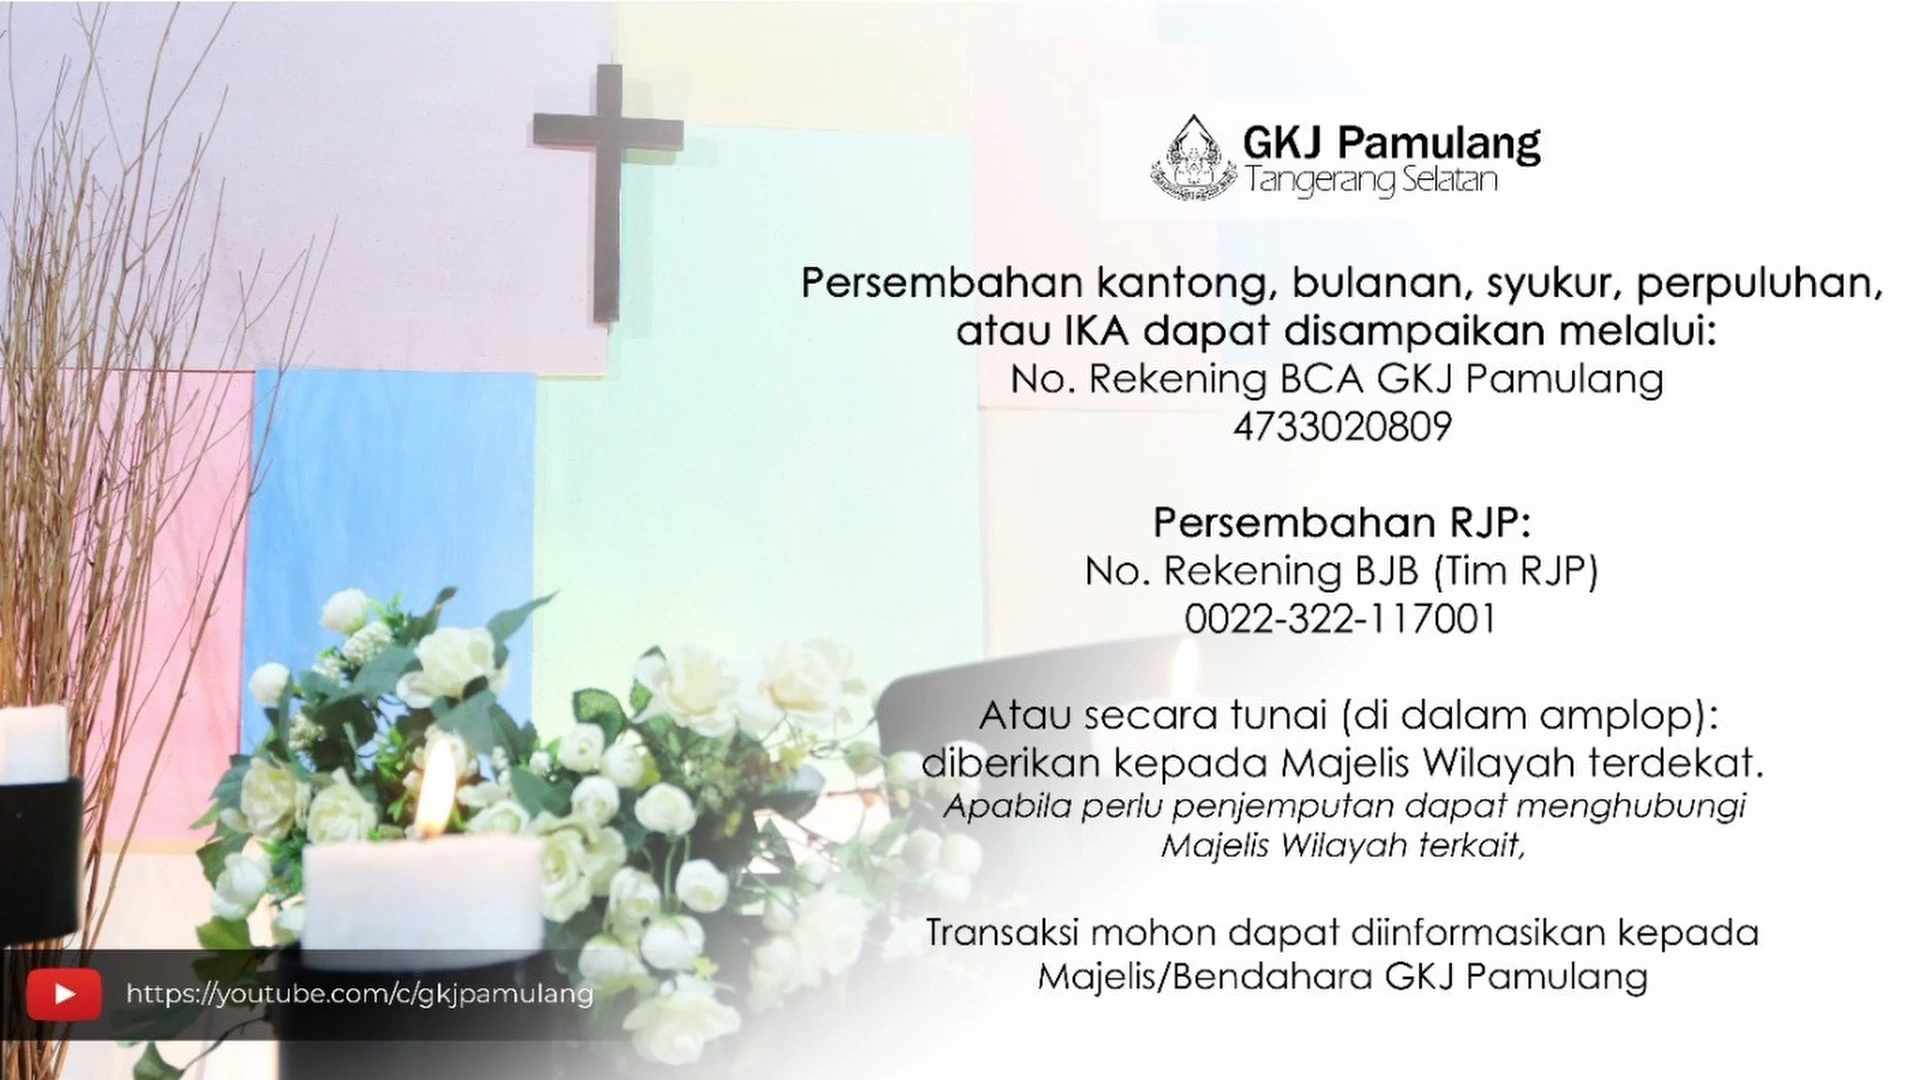 GKJ Pamulang
Tangerang Selatan
Persembahan kantong, bulanan, syukur, perpuluhan,
atau IKA dapat disampaikan melalui:
No. Rekening BCA GKJ Pamulang
4733020809
Persembahan RJP:
No. Rekening BJB (Tim RJP)
0022-322-117001
Atau secara tunai (di dalam amplop):
diberikan kepada Majelis Wilayah terdekat.
Apabila perlu penjemputan dapat menghubungi
Majelis Wilayah terkait,
Transaksi mohon dapat diinformasikan kepada
Majelis/Bendahara GKJ Pamulang
https://youtube.com/c/gkjpamulang